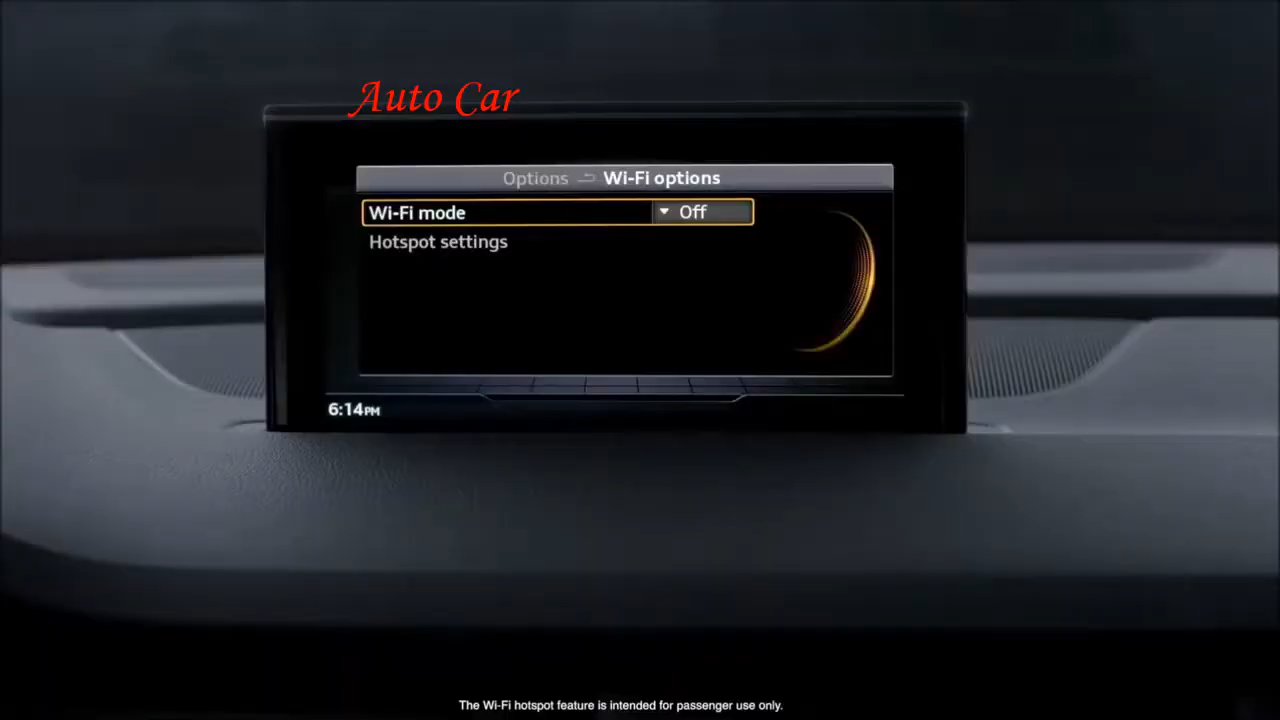 Auto Car
Options Wi-Fi options
Wi-Fi mode Off
Hotspot settings
6:14PM
The Wi-Fi hotspot feature is intended for passenger use only.